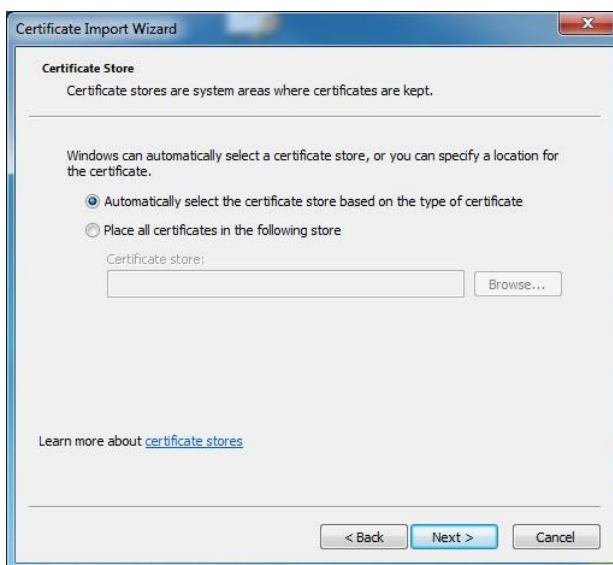 Certificate Import Wizard
Certificate Store
Certificate stores are system areas where certificates are kept.
Windows can automatically select a certificate store, or you can specify a location for
the certificate.
Automatically select the certificate store based on the type of certificate
Place all certificates in the following store
Certificate store:
Browse...
Learn more about certificate stores
< Back
Next >
Cancel